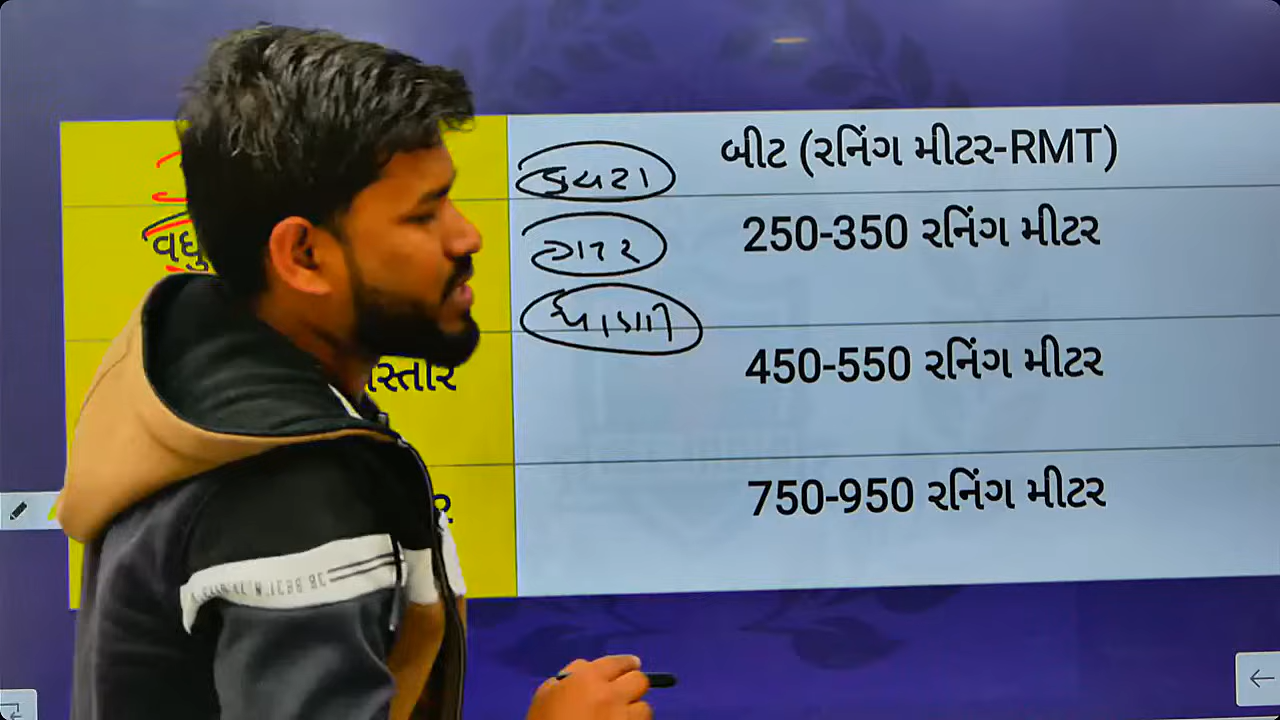 બીટ (રનિંગ મીટર-RMT)
કચરા
વધુ
ગટર
250-350 રનિંગ મીટર
450-550 રનિંગ મીટર
750-950 રનિંગ મીટર